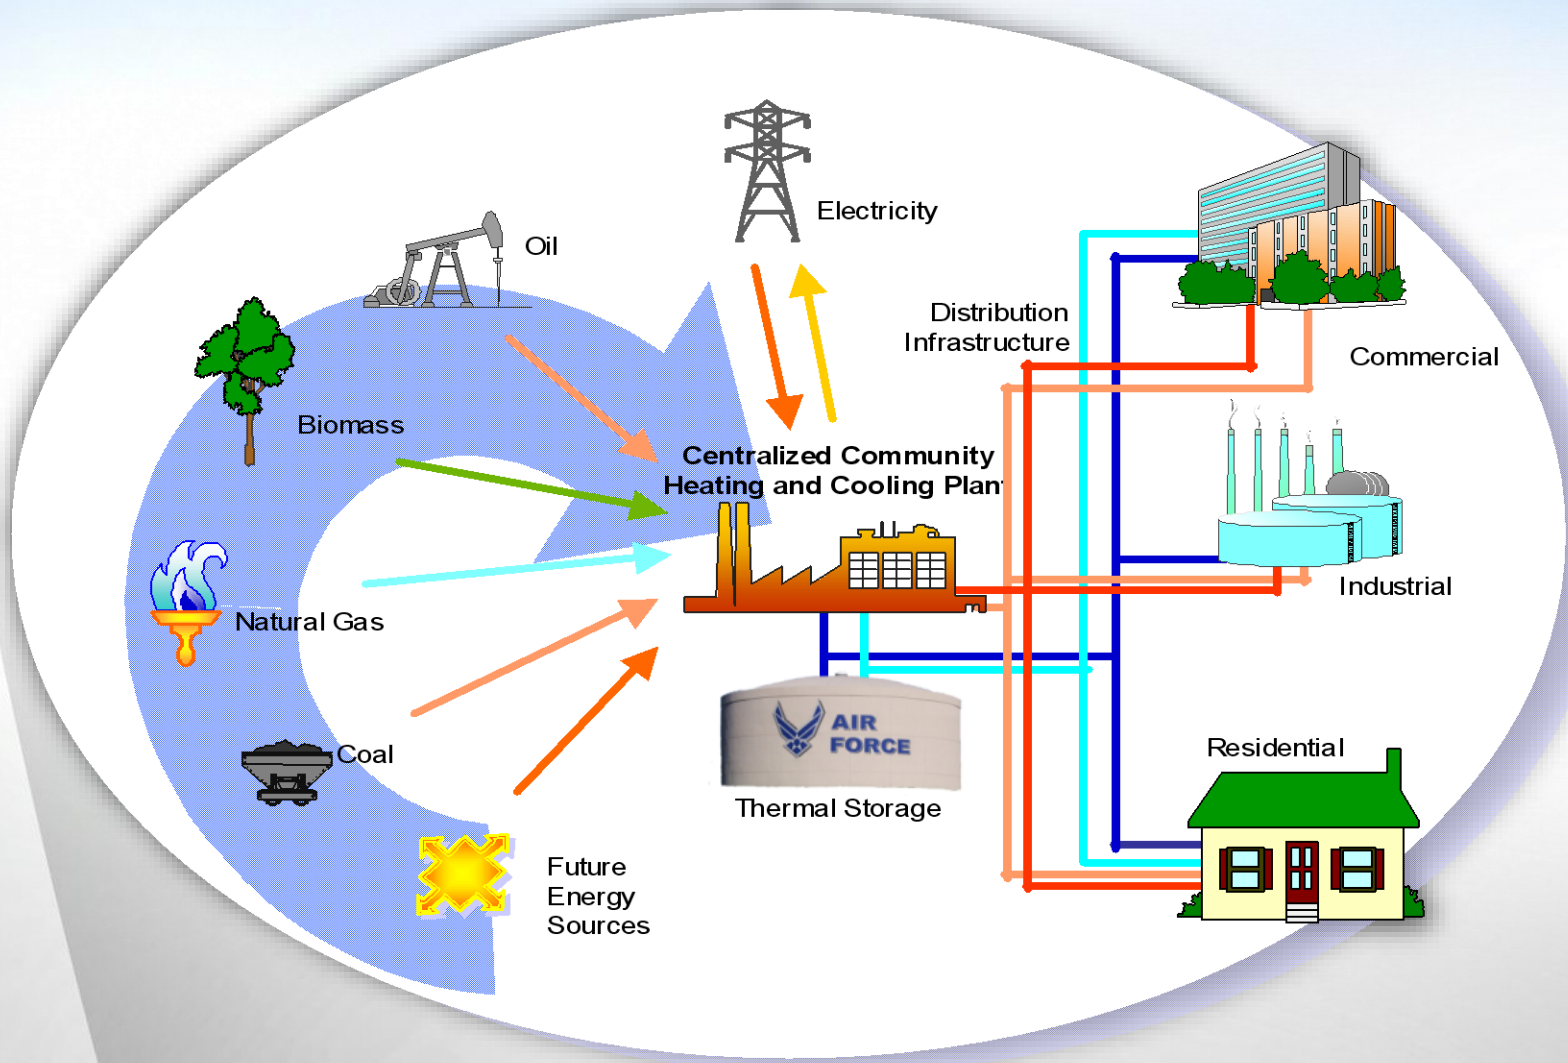 Electricity
Oil
Distribution
Infrastructure
Commercial
Biomass
Centralized Community
Heating and Cooling Plant
Industrial
Natural Gas
AIR
FORCE
Coal
Residential
Thermal Storage
Future
Energy
Sources